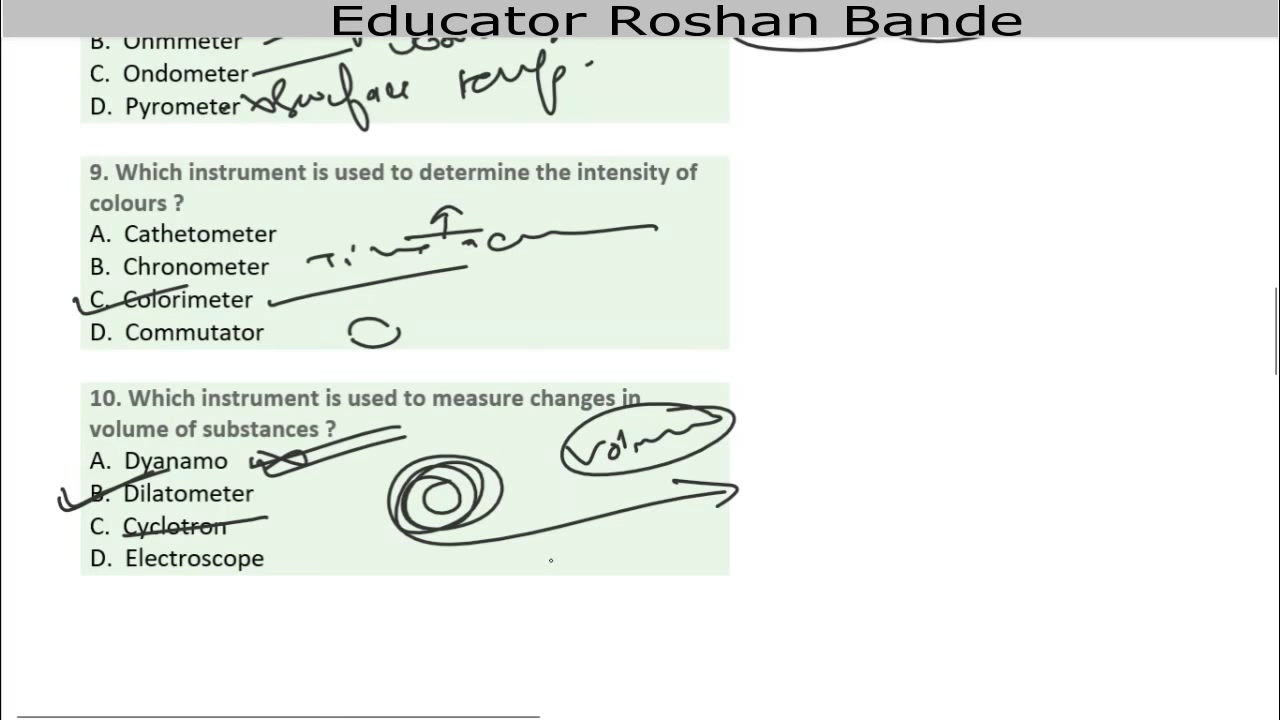 Educator Roshan Bande
B. Ohmmeter
C. Ondometer
D. Pyrometer surface temp.
9. Which instrument is used to determine the intensity of
colours ?
A. Cathetometer
B. Chronometer
C. Colorimeter
D. Commutator
10. Which instrument is used to measure changes in
volume of substances ?
Volume
A. Dyanamo
B. Dilatometer
C. Cyclotron
D. Electroscope